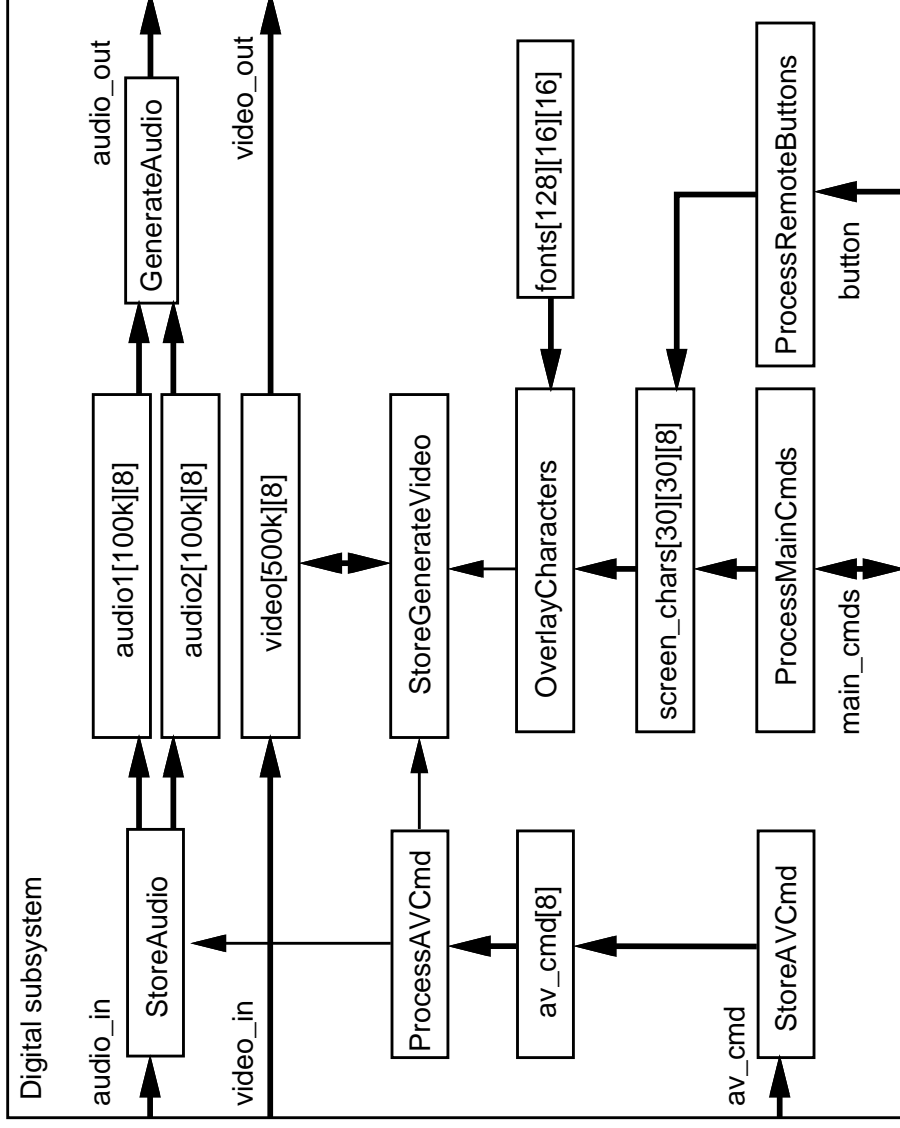 Digital subsystem
audio_in
StoreAudio
audio1[100k][8]
audio2[100k][8]
GenerateAudio
audio_out
video_in
video[500k][8]
video_out
ProcessAVCmd
StoreGenerateVideo
av_cmd[8]
OverlayCharacters
fonts[128][16][16]
screen_chars[30][30][8]
av_cmd
StoreAVCmd
ProcessMainCmds
ProcessRemoteButtons
main_cmds
button